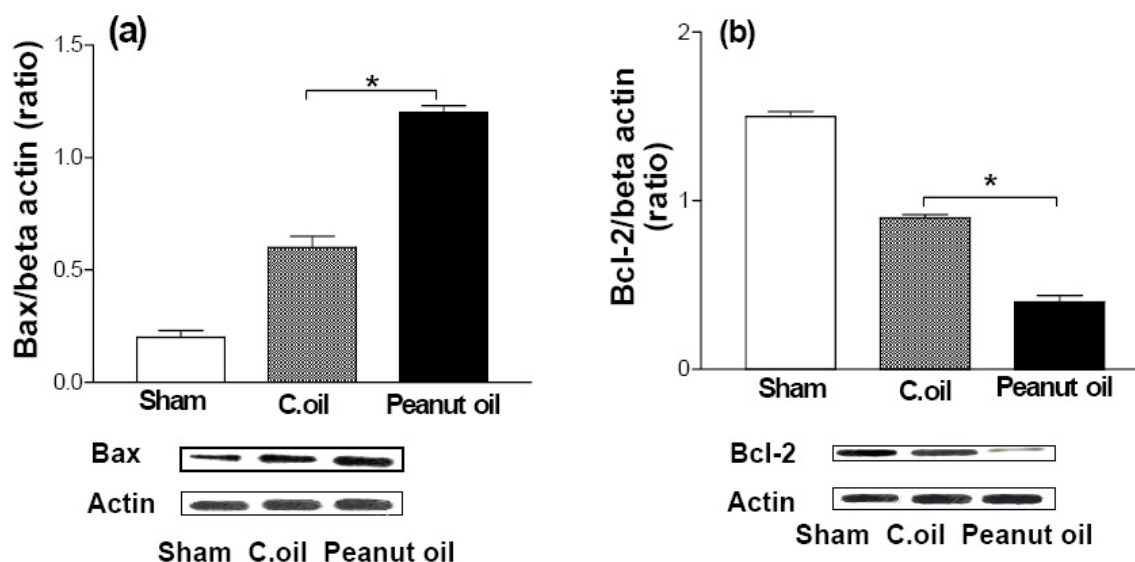 (a)
Bax/beta actin (ratio)
1.5
1.0
0.5
0.0
*
Sham C.oil Peanut oil
Bax
Actin
Sham C.oil Peanut oil
(b)
Bcl-2/beta actin
(ratio)
2
1
0
*
Sham C.oil Peanut oil
Bcl-2
Actin
Sham C.oil Peanut oil